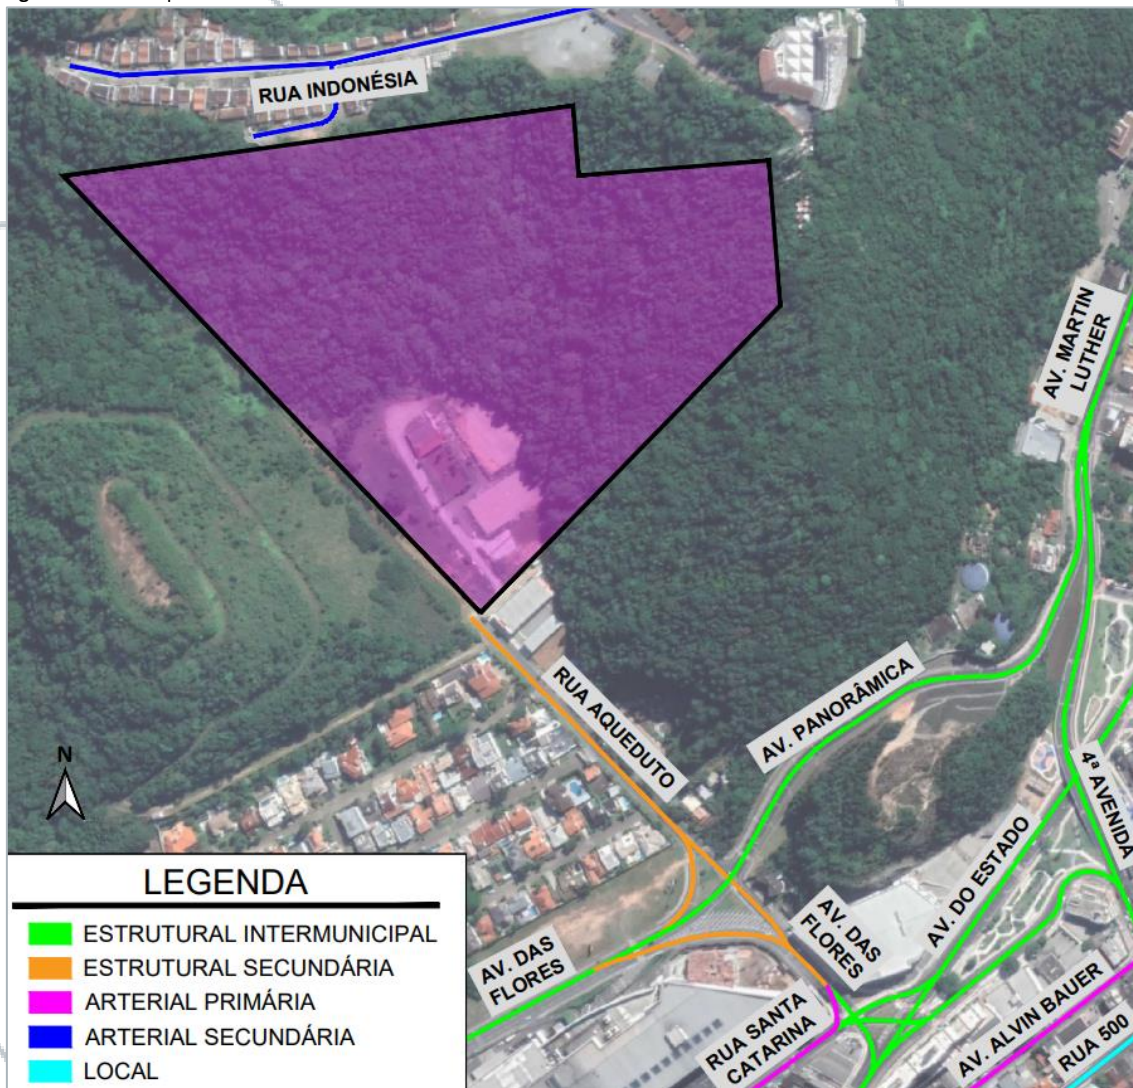 RUA INDONÉSIA
AV. MARTIN
LUTHER
RUA AQUEDUTO
AV. PANORÂMICA
4ª AVENIDA
N
AV. DO ESTADO
AV. DAS
FLORES
AV. DAS
FLORES
RUA SANTA
CATARINA
AV. ALVIN BAUER
RUA 500
LEGENDA
ESTRUTURAL INTERMUNICIPAL
ESTRUTURAL SECUNDÁRIA
ARTERIAL PRIMÁRIA
ARTERIAL SECUNDÁRIA
LOCAL